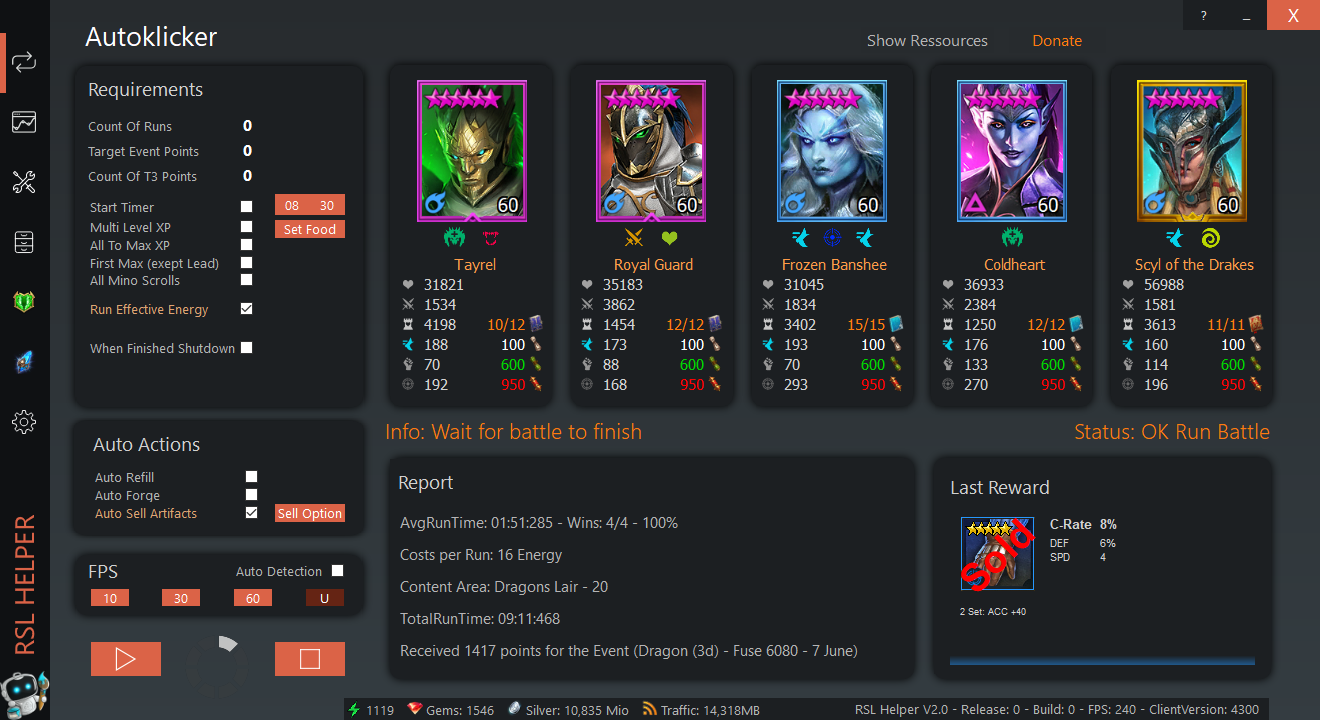 ? _ X
Autoklicker
Show Ressources Donate
Requirements
Count Of Runs 0
Target Event Points 0
Count Of T3 Points 0
Start Timer 08 30
Multi Level XP Set Food
All To Max XP
First Max (exept Lead)
All Mino Scrolls
Run Effective Energy
When Finished Shutdown
60
Tayrel
31821
1534
4198 10/12
188 100
70 600
192 950
60
Royal Guard
35183
3862
1454 12/12
173 100
88 600
168 950
60
Frozen Banshee
31045
1834
3402 15/15
193 100
70 600
293 950
60
Coldheart
36933
2384
1250 12/12
176 100
133 600
270 950
60
Scyl of the Drakes
56988
1581
3613 11/11
160 100
114 600
196 950
Info: Wait for battle to finish
Status: OK Run Battle
Auto Actions
Auto Refill
Auto Forge
Auto Sell Artifacts Sell Option
FPS Auto Detection
10 30 60 U
Report
AvgRunTime: 01:51:285 - Wins: 4/4 - 100%
Costs per Run: 16 Energy
Content Area: Dragons Lair - 20
TotalRunTime: 09:11:468
Received 1417 points for the Event (Dragon (3d) - Fuse 6080 - 7 June)
Last Reward
Sold
C-Rate 8%
DEF 6%
SPD 4
2 Set: ACC +40
RSL HELPER
1119 Gems: 1546 Silver: 10,835 Mio Traffic: 14,318MB
RSL Helper V2.0 - Release: 0 - Build: 0 - FPS: 240 - ClientVersion: 4300